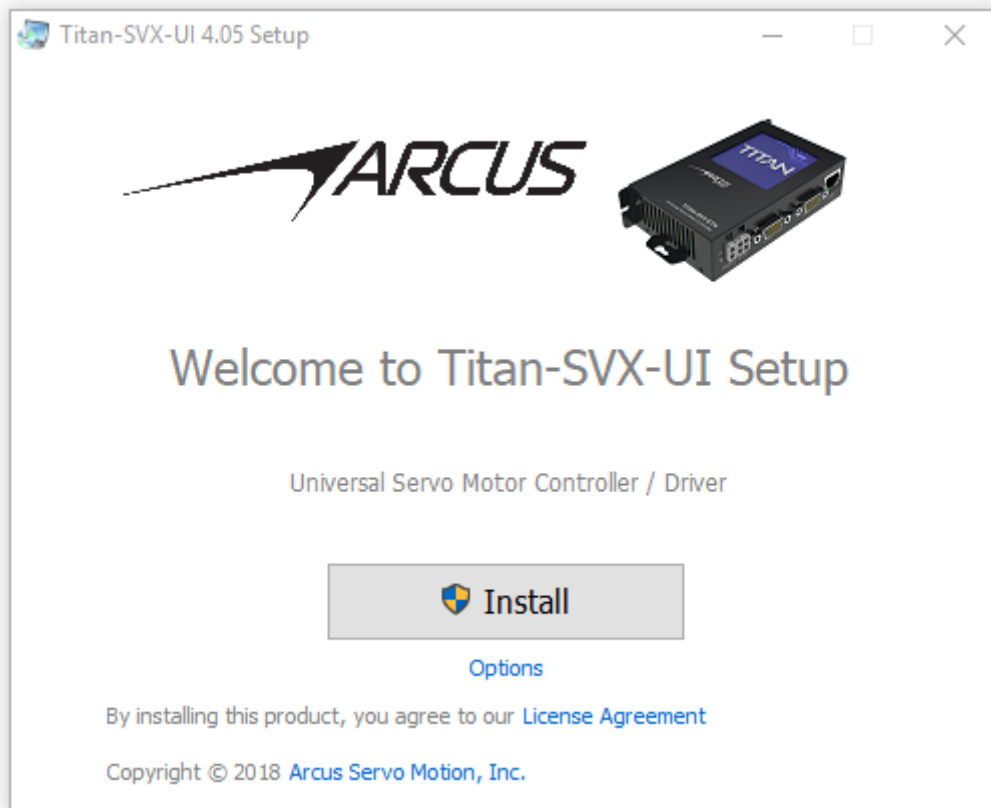 Titan-SVX-UI 4.05 Setup
ARCUS
TITAN
Welcome to Titan-SVX-UI Setup
Universal Servo Motor Controller / Driver
Install
Options
By installing this product, you agree to our License Agreement
Copyright © 2018 Arcus Servo Motion, Inc.